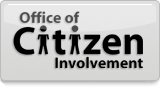 Office of
Citizen
Involvement